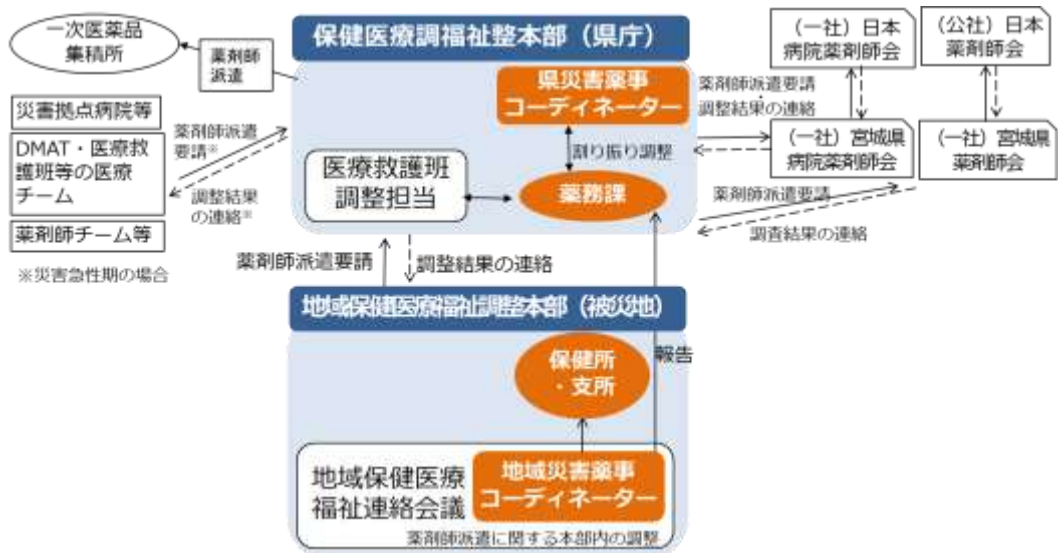 一次医薬品
集積所
薬剤師
派遣
保健医療調福祉整本部（県庁）
県災害薬事
コーディネーター
割り振り調整
医療救護班
調整担当
薬務課
災害拠点病院等
DMAT・医療救
護班等の医療
チーム
薬剤師チーム等
※災害急性期の場合
薬剤師派遣
要請※
調整結果
の連絡※
薬剤師派遣要請
調整結果の連絡
（一社）日本
病院薬剤師会
（公社）日本
薬剤師会
（一社）宮城県
病院薬剤師会
（一社）宮城県
薬剤師会
薬剤師派遣要請
調査結果の連絡
薬剤師派遣要請
調整結果の連絡
地域保健医療福祉調整本部（被災地）
保健所
・支所
報告
地域保健医療
福祉連絡会議
地域災害薬事
コーディネーター
薬剤師派遣に関する本部内の調整